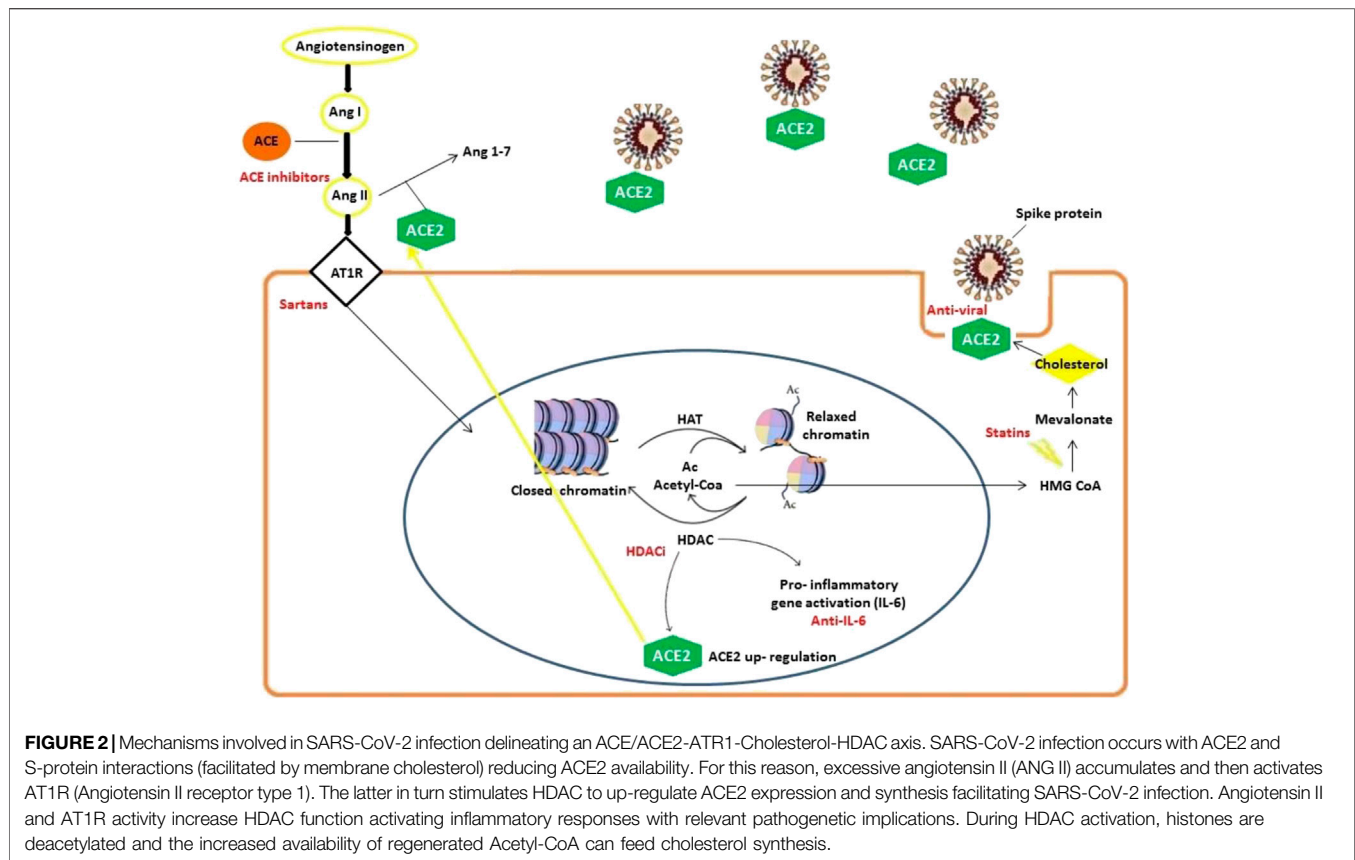 Angiotensinogen
Ang I
ACE
ACE inhibitors
Ang II
Ang 1-7
ACE2
AT1R
Sartans
ACE2
ACE2
ACE2
Spike protein
Anti-viral
ACE2
Cholesterol
Mevalonate
Statins
HMG CoA
Closed chromatin
HAT
Ac
Acetyl-Coa
Ac
Relaxed
chromatin
Ac
HDAC
HDACi
Pro- inflammatory
gene activation (IL-6)
Anti-IL-6
ACE2
ACE2 up- regulation
FIGURE 2 | Mechanisms involved in SARS-CoV-2 infection delineating an ACE/ACE2-ATR1-Cholesterol-HDAC axis. SARS-CoV-2 infection occurs with ACE2 and
S-protein interactions (facilitated by membrane cholesterol) reducing ACE2 availability. For this reason, excessive angiotensin II (ANG II) accumulates and then activates
AT1R (Angiotensin II receptor type 1). The latter in turn stimulates HDAC to up-regulate ACE2 expression and synthesis facilitating SARS-CoV-2 infection. Angiotensin II
and AT1R activity increase HDAC function activating inflammatory responses with relevant pathogenetic implications. During HDAC activation, histones are
deacetylated and the increased availability of regenerated Acetyl-CoA can feed cholesterol synthesis.